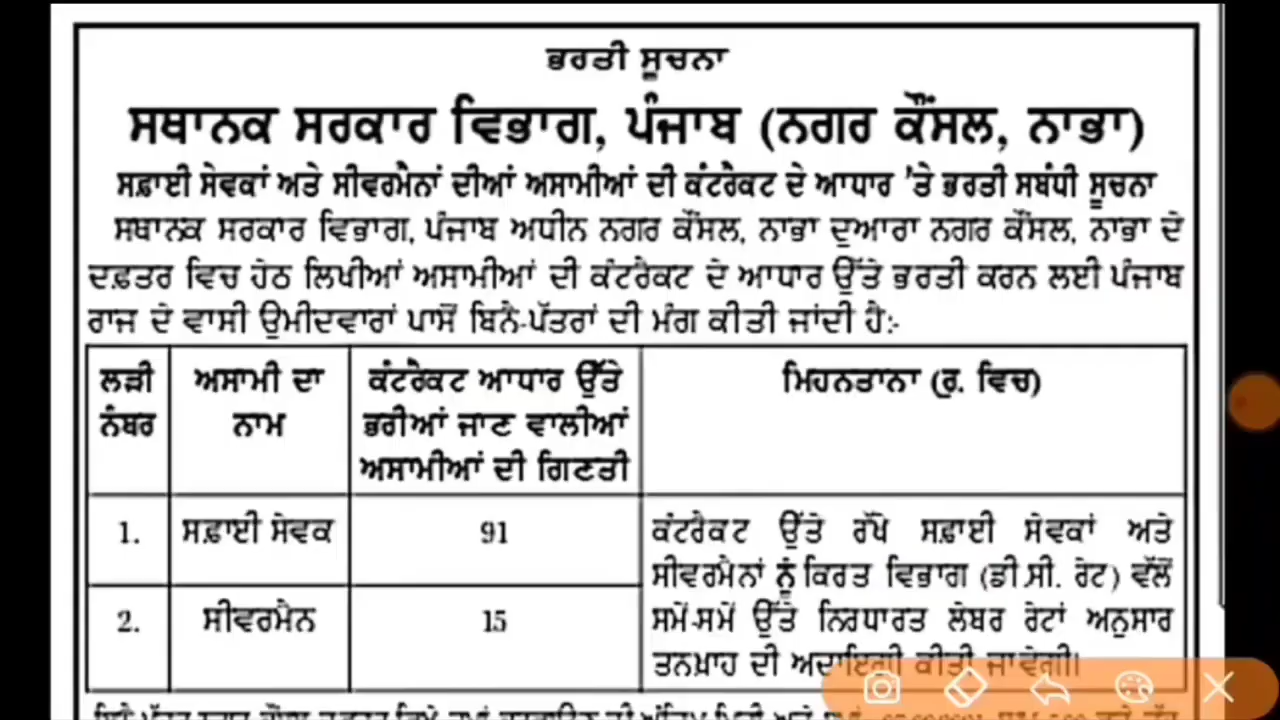 ਭਰਤੀ ਸੂਚਨਾ
ਸਥਾਨਕ ਸਰਕਾਰ ਵਿਭਾਗ, ਪੰਜਾਬ (ਨਗਰ ਕੌਂਸਲ, ਨਾਭਾ)
ਸਫ਼ਾਈ ਸੇਵਕਾਂ ਅਤੇ ਸੀਵਰਮੈਨਾਂ ਦੀਆਂ ਅਸਾਮੀਆਂ ਦੀ ਕੰਟਰੈਕਟ ਦੇ ਆਧਾਰ 'ਤੇ ਭਰਤੀ ਸਬੰਧੀ ਸੂਚਨਾ
ਸਥਾਨਕ ਸਰਕਾਰ ਵਿਭਾਗ, ਪੰਜਾਬ ਅਧੀਨ ਨਗਰ ਕੌਂਸਲ, ਨਾਭਾ ਦੁਆਰਾ ਨਗਰ ਕੌਂਸਲ, ਨਾਭਾ ਦੇ
ਦਫ਼ਤਰ ਵਿਚ ਹੇਠ ਲਿਖੀਆਂ ਅਸਾਮੀਆਂ ਦੀ ਕੰਟਰੈਕਟ ਦੇ ਆਧਾਰ ਉੱਤੇ ਭਰਤੀ ਕਰਨ ਲਈ ਪੰਜਾਬ
ਰਾਜ ਦੇ ਵਾਸੀ ਉਮੀਦਵਾਰਾਂ ਪਾਸੋਂ ਬਿਨੈ-ਪੱਤਰਾਂ ਦੀ ਮੰਗ ਕੀਤੀ ਜਾਂਦੀ ਹੈ:-
ਲੜੀ ਨੰਬਰ
ਅਸਾਮੀ ਦਾ ਨਾਮ
ਕੰਟਰੈਕਟ ਆਧਾਰ ਉੱਤੇ
ਭਰੀਆਂ ਜਾਣ ਵਾਲੀਆਂ
ਅਸਾਮੀਆਂ ਦੀ ਗਿਣਤੀ
ਮਿਹਨਤਾਨਾ (ਰੁ. ਵਿਚ)
1. ਸਫ਼ਾਈ ਸੇਵਕ 91
2. ਸੀਵਰਮੈਨ 15
ਕੰਟਰੈਕਟ ਉੱਤੇ ਰੱਖੇ ਸਫ਼ਾਈ ਸੇਵਕਾਂ ਅਤੇ
ਸੀਵਰਮੈਨਾਂ ਨੂੰ ਕਿਰਤ ਵਿਭਾਗ (ਡੀ.ਸੀ. ਰੇਟ) ਵੱਲੋਂ
ਸਮੇਂ-ਸਮੇਂ ਉੱਤੇ ਨਿਰਧਾਰਤ ਲੇਬਰ ਰੇਟਾਂ ਅਨੁਸਾਰ
ਤਨਖ਼ਾਹ ਦੀ ਅਦਾਇਗੀ ਕੀਤੀ ਜਾਵੇਗੀ।